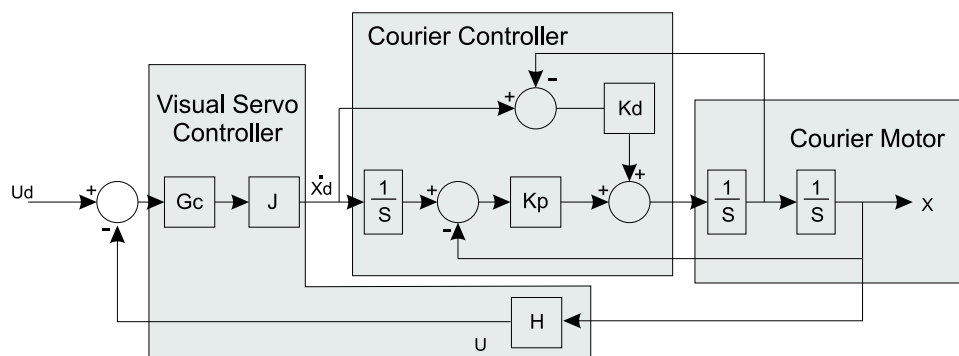 Courier Controller
Visual Servo
Controller
Courier Motor
Kd
Ud
+
-
Gc
J
Ẋd
1
S
+
-
Kp
+
+
+
-
1
S
1
S
X
H
U